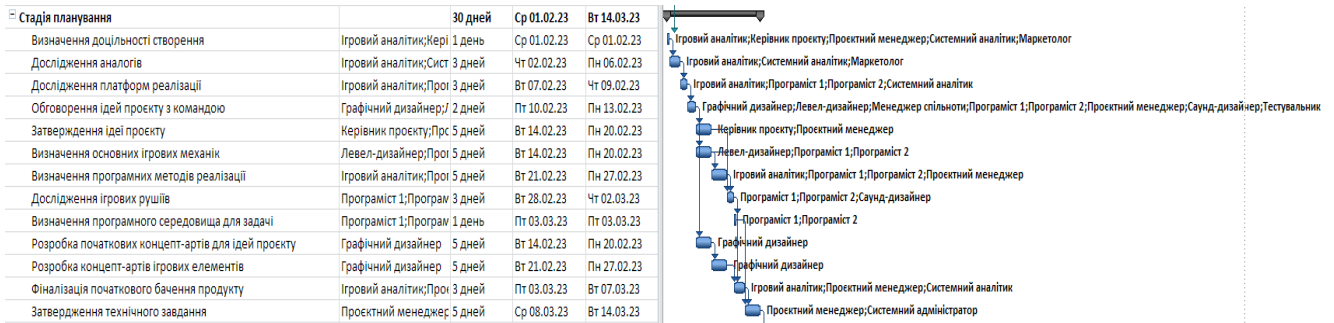 Стадія планування 30 дней Ср 01.02.23 Вт 14.03.23
Визначення доцільності створення Ігровий аналітик;Кері 1 день Ср 01.02.23 Ср 01.02.23 Ігровий аналітик;Керівник проєкту;Проєктний менеджер;Системний аналітик;Маркетолог
Дослідження аналогів Ігровий аналітик;Сист 3 дней Чт 02.02.23 Пн 06.02.23 Ігровий аналітик;Системний аналітик;Маркетолог
Дослідження платформ реалізації Ігровий аналітик;Прог 3 дней Вт 07.02.23 Чт 09.02.23 Ігровий аналітик;Програміст 1;Програміст 2;Системний аналітик
Обговорення ідей проєкту з командою Графічний дизайнер;Л 2 дней Пт 10.02.23 Пн 13.02.23 Графічний дизайнер;Левел-дизайнер;Менеджер спільноти;Програміст 1;Програміст 2;Проєктний менеджер;Саунд-дизайнер;Тестувальник
Затвердження ідеї проєкту Керівник проєкту;Прс 5 дней Вт 14.02.23 Пн 20.02.23 Керівник проєкту;Проєктний менеджер
Визначення основних ігрових механік Левел-дизайнер;Прог 5 дней Вт 14.02.23 Пн 20.02.23 Левел-дизайнер;Програміст 1;Програміст 2
Визначення програмних методів реалізації Ігровий аналітик;Прог 5 дней Вт 21.02.23 Пн 27.02.23 Ігровий аналітик;Програміст 1;Програміст 2;Проєктний менеджер
Дослідження ігрових рушіїв Програміст 1;Програм 3 дней Вт 28.02.23 Чт 02.03.23 Програміст 1;Програміст 2;Саунд-дизайнер
Визначення програмного середовища для задачі Програміст 1;Програм 1 день Пт 03.03.23 Пт 03.03.23 Програміст 1;Програміст 2
Розробка початкових концепт-артів для ідей проєкту Графічний дизайнер 5 дней Вт 14.02.23 Пн 20.02.23 Графічний дизайнер
Розробка концепт-артів ігрових елементів Графічний дизайнер 5 дней Вт 21.02.23 Пн 27.02.23 Графічний дизайнер
Фіналізація початкового бачення продукту Ігровий аналітик;Проє 3 дней Пт 03.03.23 Вт 07.03.23 Ігровий аналітик;Проєктний менеджер;Системний аналітик
Затвердження технічного завдання Проєктний менеджер 5 дней Ср 08.03.23 Вт 14.03.23 Проєктний менеджер;Системний адміністратор